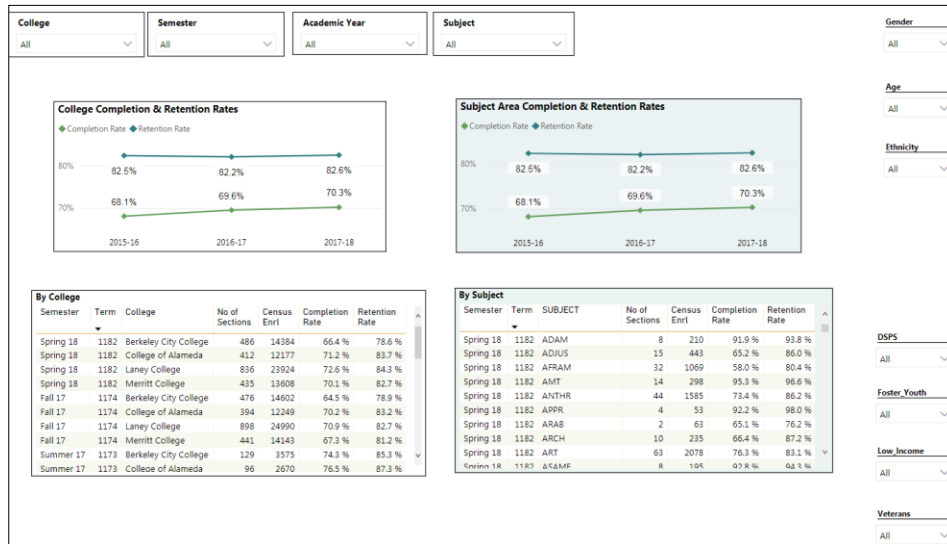 College Semester Academic Year Subject Gender
All All All All All
Age
All
Ethnicity
All
College Completion & Retention Rates
Completion Rate Retention Rate
80%
82.5% 82.2% 82.6%
70%
68.1% 69.6% 70.3%
2015-16 2016-17 2017-18
Subject Area Completion & Retention Rates
Completion Rate Retention Rate
80%
82.5% 82.2% 82.6%
70%
68.1% 69.6% 70.3%
2015-16 2016-17 2017-18
By College
Semester Term College No of Sections Census Enrl Completion Rate Retention Rate
Spring 18 1182 Berkeley City College 486 14384 66.4 % 78.6 %
Spring 18 1182 College of Alameda 412 12177 71.2 % 83.7 %
Spring 18 1182 Laney College 836 23924 72.6 % 84.3 %
Spring 18 1182 Merritt College 435 13608 70.1 % 82.7 %
Fall 17 1174 Berkeley City College 476 14602 64.5 % 78.9 %
Fall 17 1174 College of Alameda 394 12249 70.2 % 83.2 %
Fall 17 1174 Laney College 898 24990 70.9 % 82.7 %
Fall 17 1174 Merritt College 441 14143 67.3 % 81.2 %
Summer 17 1173 Berkeley City College 129 3575 74.3 % 85.3 %
Summer 17 1173 College of Alameda 96 2670 76.5 % 87.3 %
By Subject
Semester Term SUBJECT No of Sections Census Enrl Completion Rate Retention Rate
Spring 18 1182 ADAM 8 210 91.9 % 93.8 %
Spring 18 1182 ADJUS 15 443 65.2 % 86.0 %
Spring 18 1182 AFRAM 32 1069 58.0 % 80.4 %
Spring 18 1182 AMT 14 298 95.3 % 96.6 %
Spring 18 1182 ANTHR 44 1585 73.4 % 86.2 %
Spring 18 1182 APPR 4 53 92.2 % 98.0 %
Spring 18 1182 ARAB 2 63 65.1 % 76.2 %
Spring 18 1182 ARCH 10 235 66.4 % 87.2 %
Spring 18 1182 ART 63 2078 76.3 % 83.1 %
Spring 18 1182 ASAME 8 195 92.8 % 94.3 %
DSPS
All
Foster_Youth
All
Low_Income
All
Veterans
All